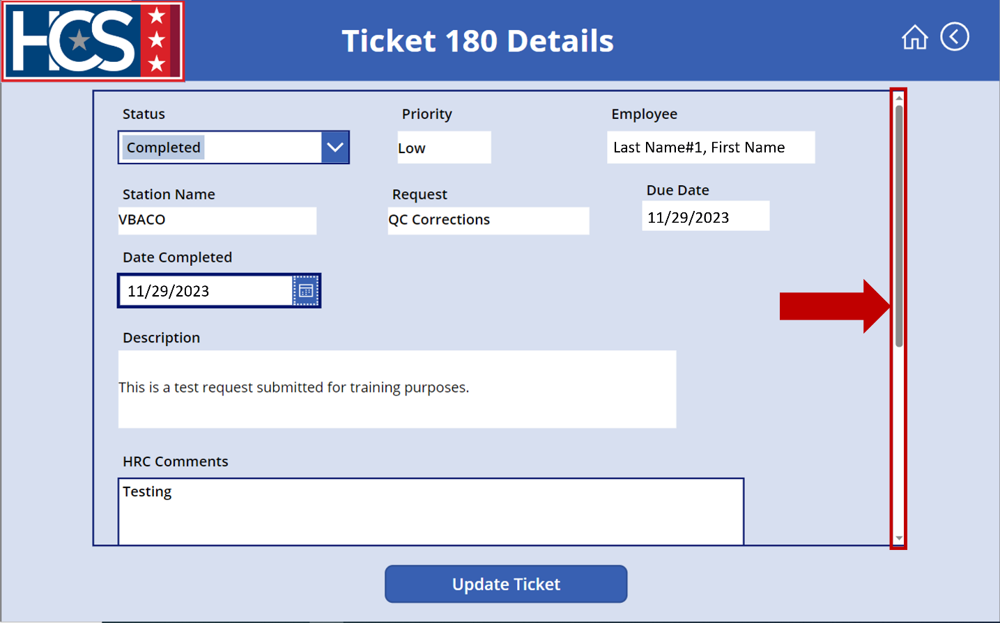 HCS
Ticket 180 Details
Status
Priority
Employee
Completed
Low
Last Name#1, First Name
Station Name
Request
Due Date
VBACO
QC Corrections
11/29/2023
Date Completed
11/29/2023
Description
This is a test request submitted for training purposes.
HRC Comments
Testing
Update Ticket